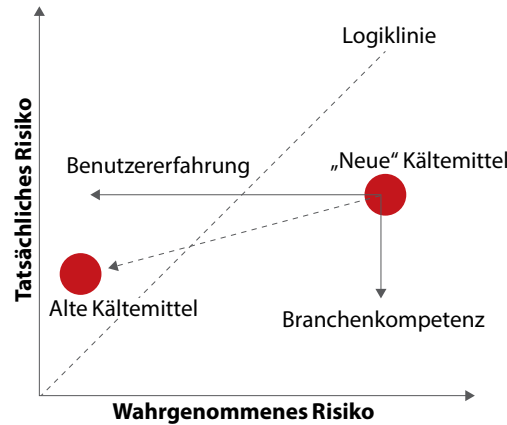 Logiklinie
Benutzererfahrung
„Neue“ Kältemittel
Tatsächliches Risiko
Alte Kältemittel
Branchenkompetenz
Wahrgenommenes Risiko